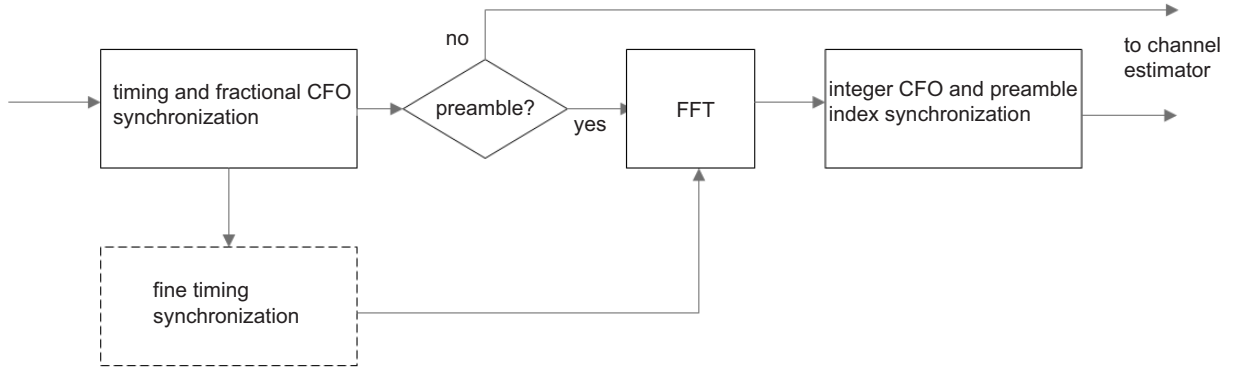 no
to channel
estimator
timing and fractional CFO
synchronization
preamble?
yes
FFT
integer CFO and preamble
index synchronization
fine timing
synchronization